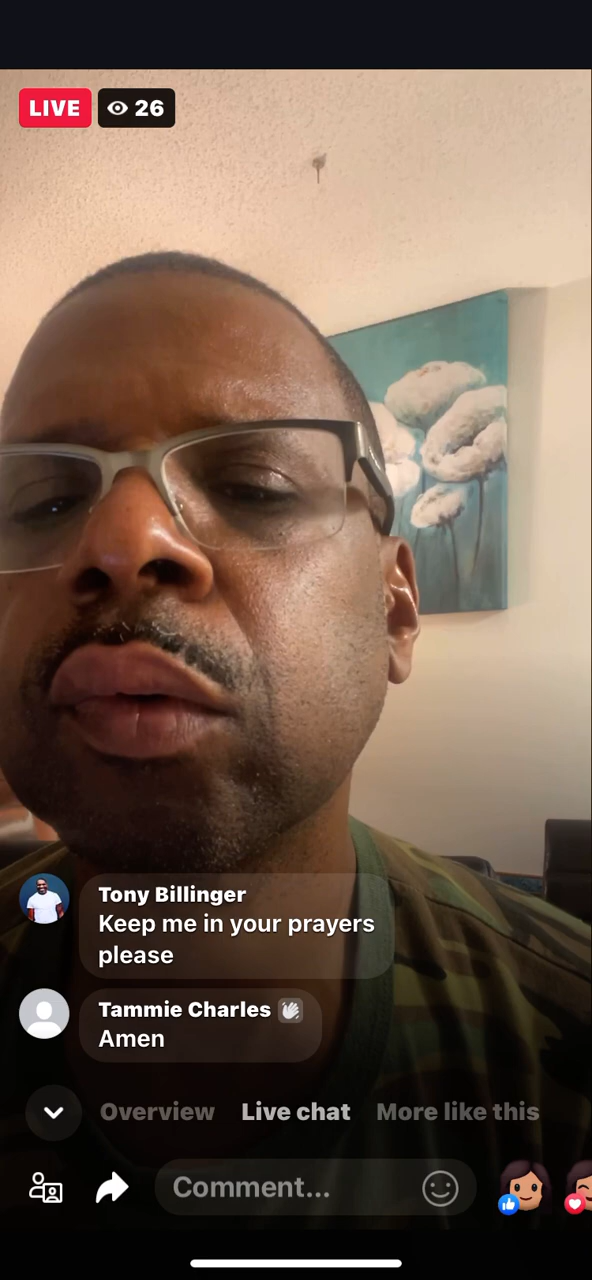 LIVE 26
Tony Billinger
Keep me in your prayers
please
Tammie Charles
Amen
Overview Live chat More like this
Comment...